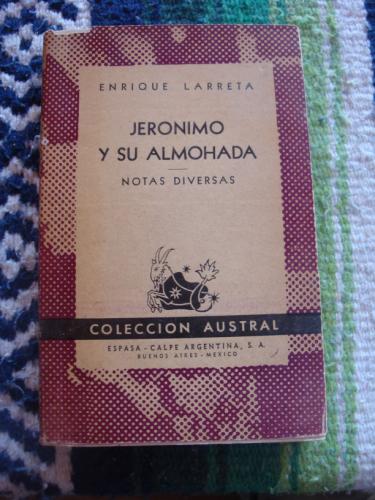 ENRIQUE LARRETA
JERONIMO
Y SU ALMOHADA
NOTAS DIVERSAS
COLECCION AUSTRAL
ESPASA - CALPE ARGENTINA, S. A.
BUENOS AIRES - MEXICO